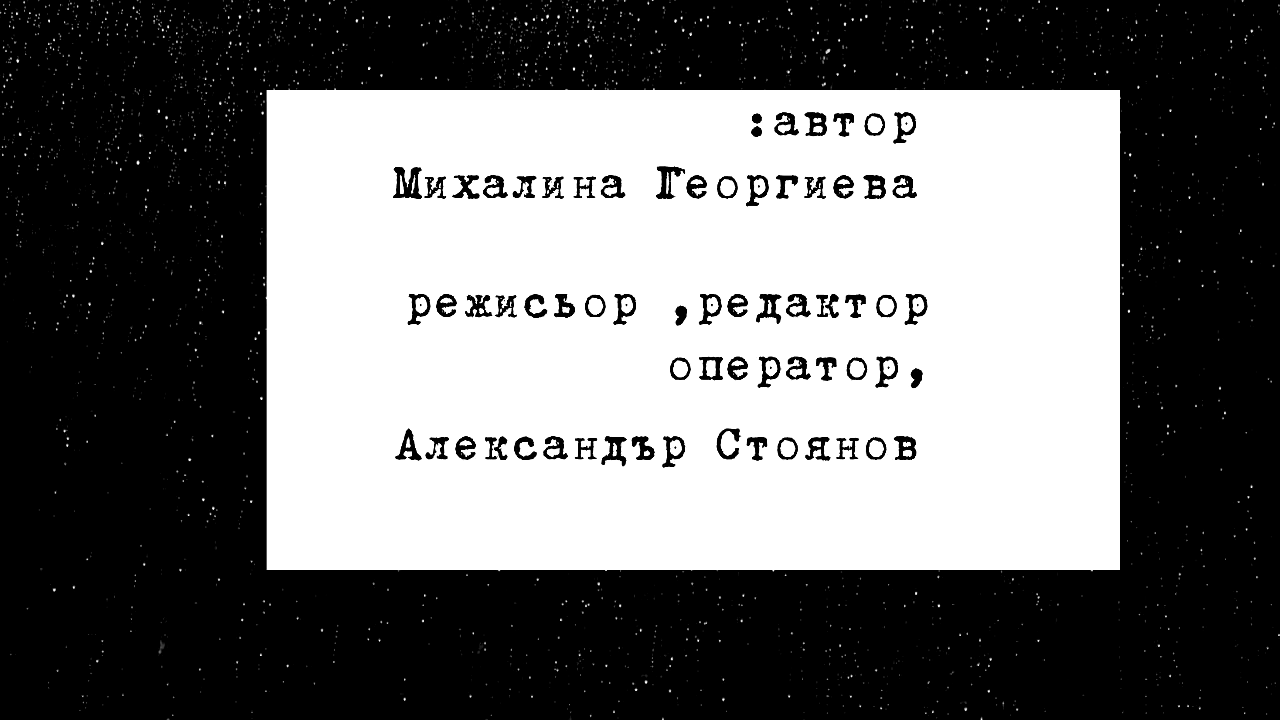 :автор
Михалина Георгиева
режисьор ,редактор
оператор,
Александър Стоянов